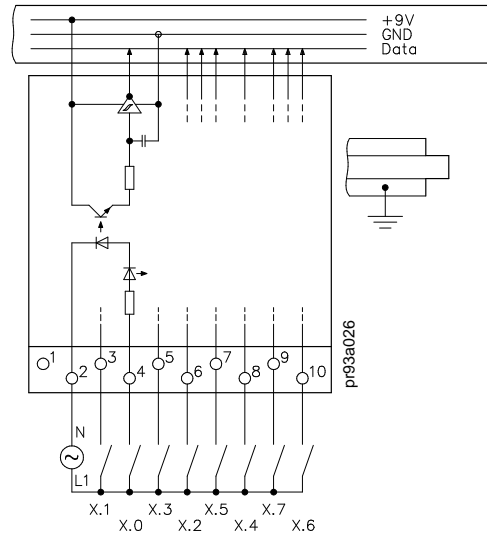 +9V
GND
Data
1 3 5 7 9
2 4 6 8 10
pr93a026
N
L1
X.1 X.3 X.5 X.7
X.0 X.2 X.4 X.6